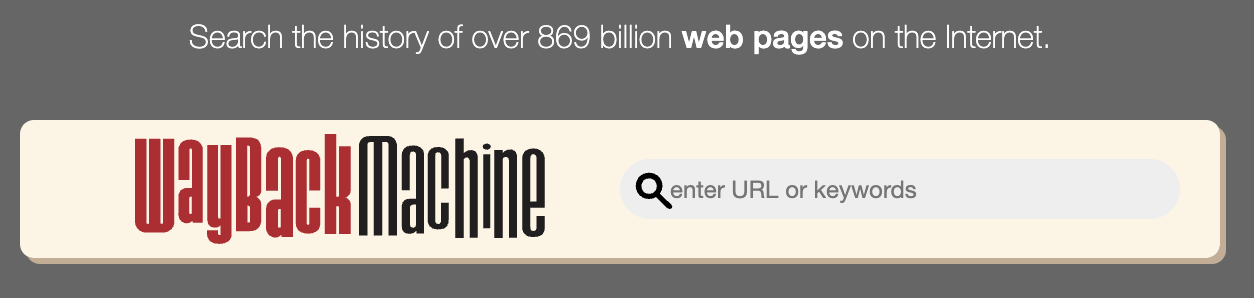 Search the history of over 869 billion web pages on the Internet.
WayBackMachine
enter URL or keywords